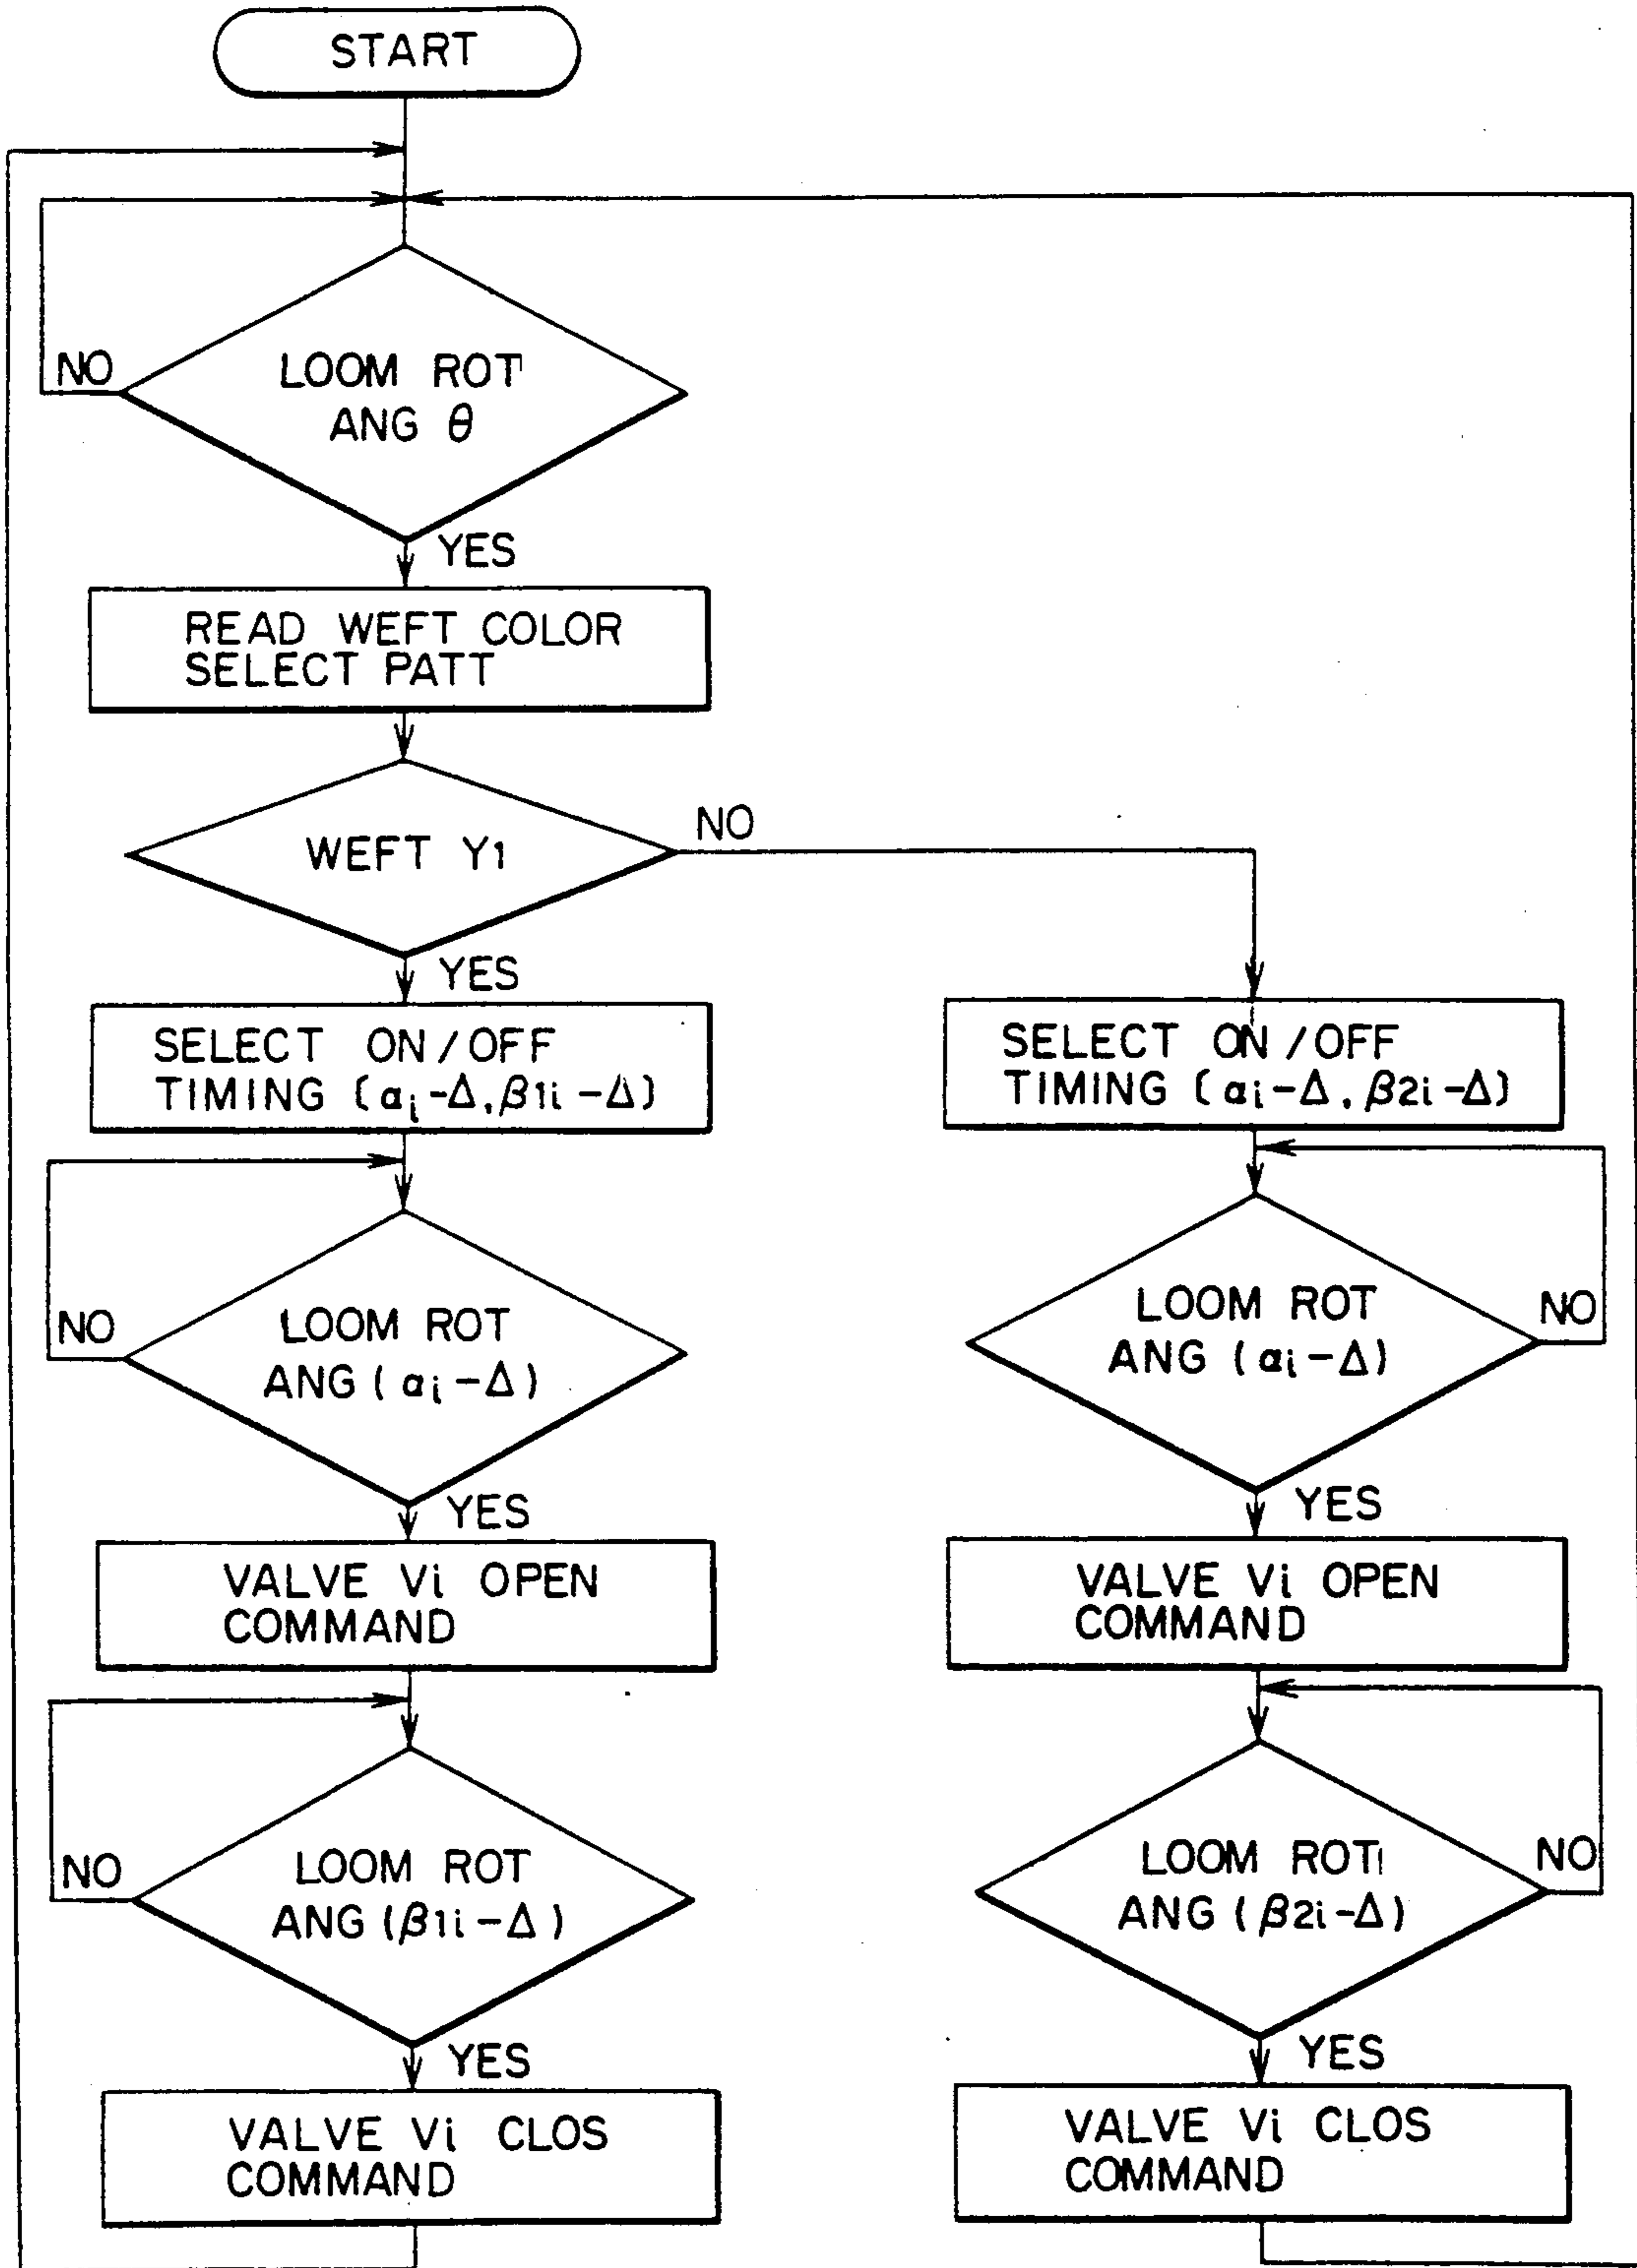 START
NO
LOOM ROT
ANG θ
YES
READ WEFT COLOR
SELECT PATT
WEFT Y1
NO
YES
SELECT ON/OFF
TIMING (αi-Δ, β1i-Δ)
SELECT ON/OFF
TIMING (αi-Δ, β2i-Δ)
NO
LOOM ROT
ANG (αi-Δ)
YES
LOOM ROT
ANG (αi-Δ)
NO
YES
VALVE Vi OPEN
COMMAND
VALVE Vi OPEN
COMMAND
NO
LOOM ROT
ANG (β1i-Δ)
YES
LOOM ROT
ANG (β2i-Δ)
NO
YES
VALVE Vi CLOS
COMMAND
VALVE Vi CLOS
COMMAND